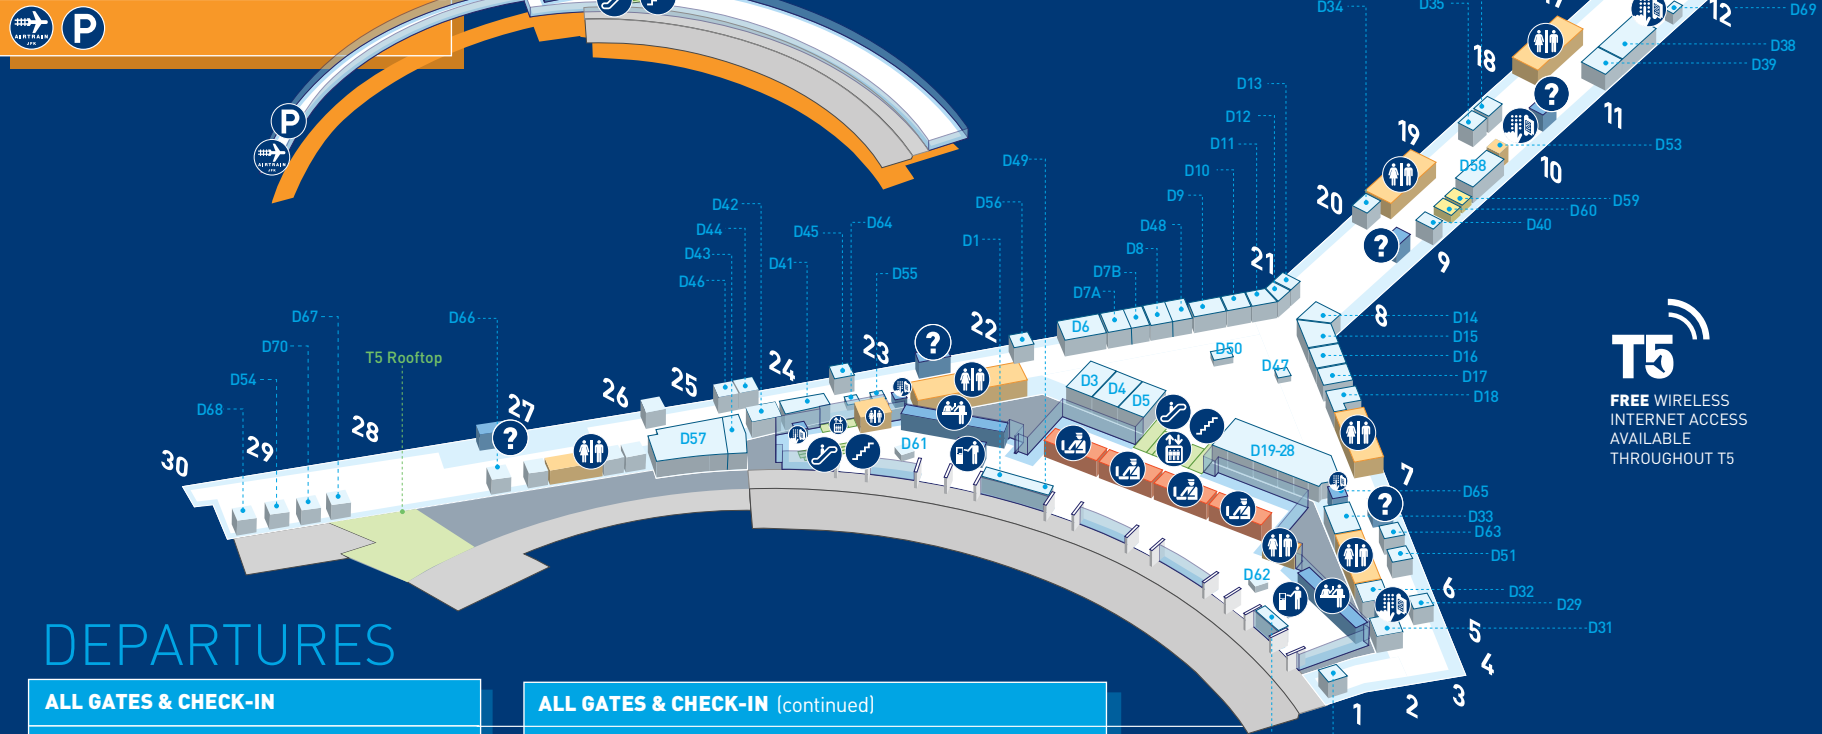 AIRTRAIN
JFK
P
P
AIRTRAIN
JFK
D34
D35
12
D69
D38
D39
18
?
11
D53
D13
D12
D11
D10
D9
D48
D8
D7B
D7A
19
D58
10
D59
D60
D40
20
?
9
21
D49
D56
D1
D42
D44
D43
D46
D45
D64
D41
D55
D67
D66
D70
D54
D68
T5 Rooftop
22
?
23
24
25
26
27
?
28
29
30
D6
D50
D47
8
D14
D15
D16
D17
D18
D3
D4
D5
D57
D61
D19-28
7
D65
?
D33
D63
D51
D62
6
D32
D29
5
D31
4
3
2
1
T5
FREE WIRELESS
INTERNET ACCESS
AVAILABLE
THROUGHOUT T5
DEPARTURES
ALL GATES & CHECK-IN
ALL GATES & CHECK-IN (continued)